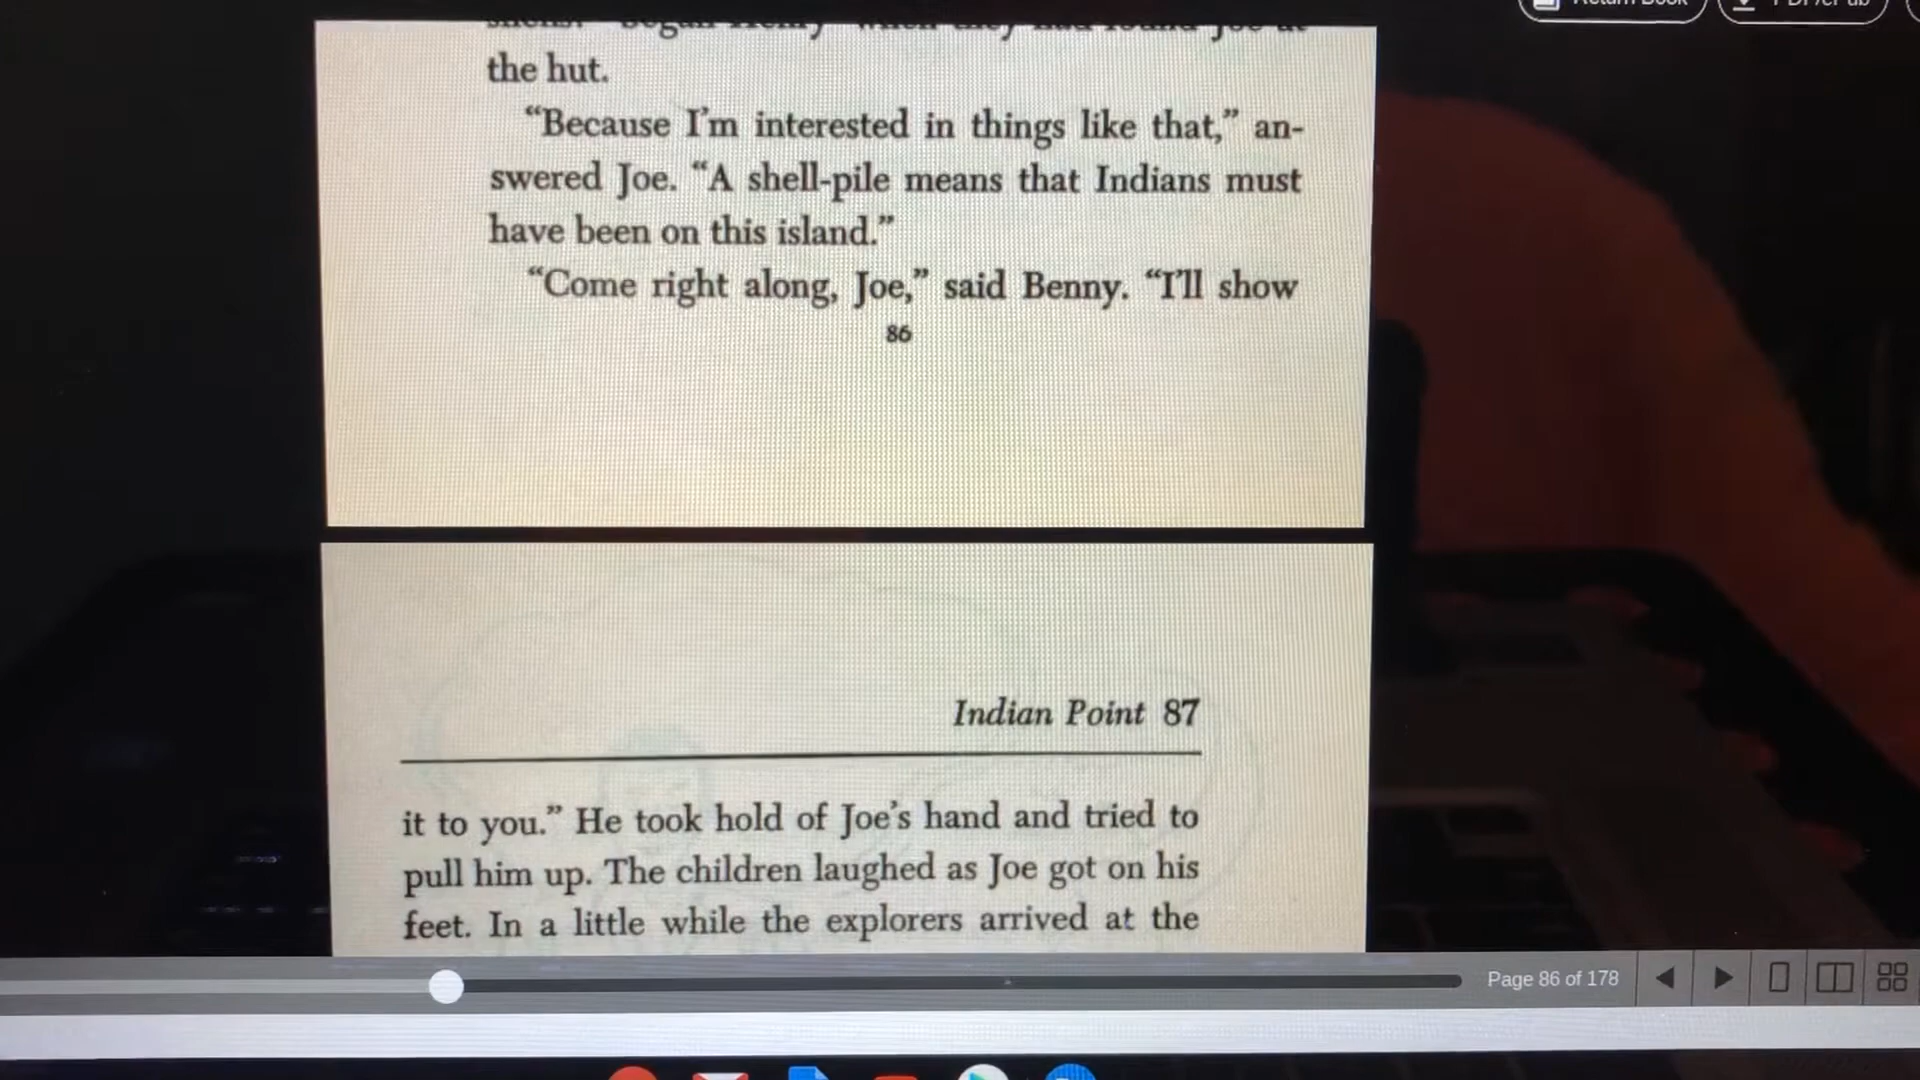 Return Book
the hut.
“Because I’m interested in things like that,” an-
swered Joe. “A shell-pile means that Indians must
have been on this island.”
“Come right along, Joe,” said Benny. “I’ll show
86
Indian Point 87
it to you.” He took hold of Joe’s hand and tried to
pull him up. The children laughed as Joe got on his
feet. In a little while the explorers arrived at the
Page 86 of 178